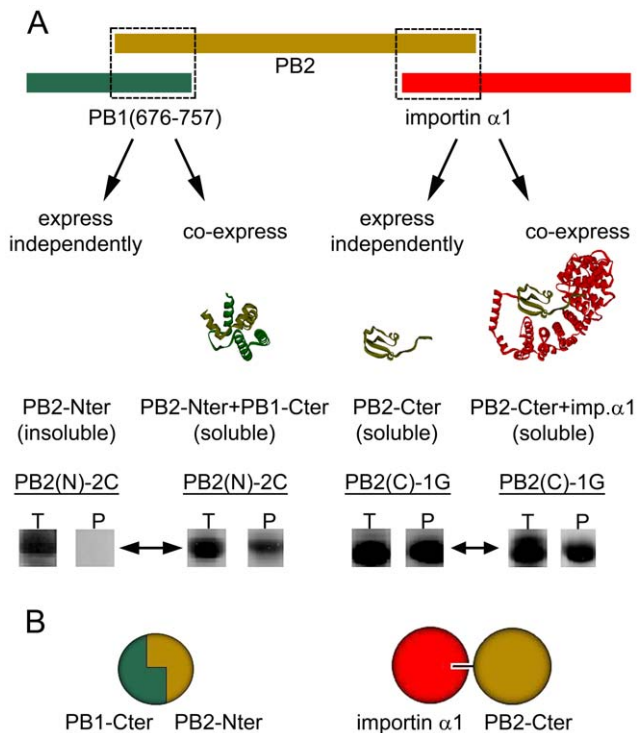 A
PB2
PB1(676-757)
importin α1
express independently
co-express
express independently
co-express
PB2-Nter
(insoluble)
PB2-Nter+PB1-Cter
(soluble)
PB2-Cter
(soluble)
PB2-Cter+imp.α1
(soluble)
PB2(N)-2C
PB2(N)-2C
PB2(C)-1G
PB2(C)-1G
T P
T P
T P
T P
B
PB1-Cter PB2-Nter
importin α1 PB2-Cter